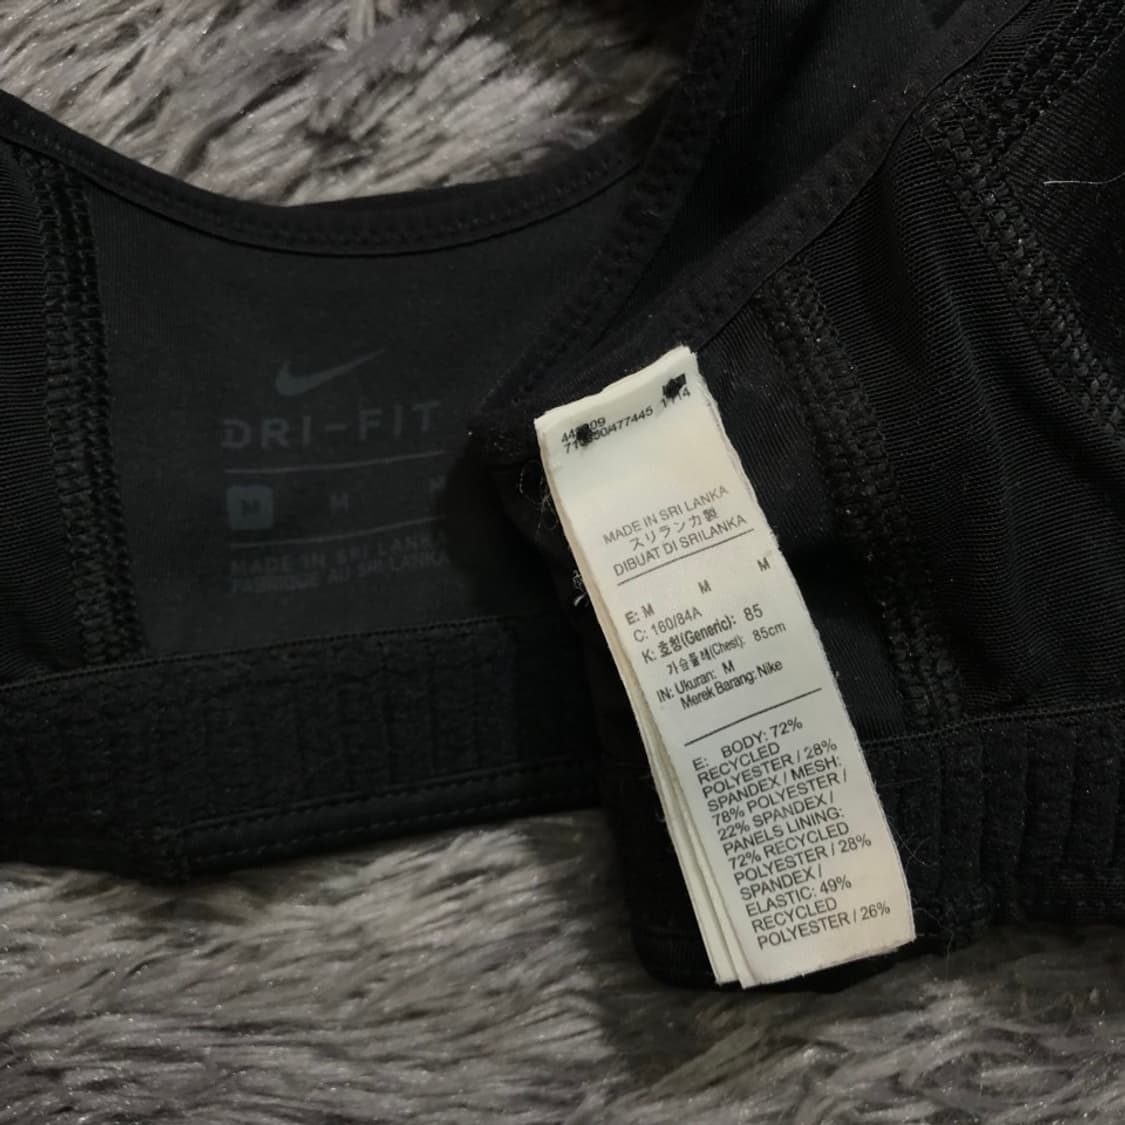 DRI-FIT
M M M
MADE IN SRI LANKA
FABRIQUÉ AU SRI LANKA
1714
MADE IN SRI LANKA
スリランカ製
DIBUAT DI SRILANKA
E: M M M
C: 160/84A
K: 호칭(Generic): 85
가슴둘레(Chest): 85cm
IN: Ukuran: M
Merek Barang: Nike
E: BODY: 72%
RECYCLED
POLYESTER / 28%
SPANDEX / MESH:
78% POLYESTER /
22% SPANDEX /
PANELS LINING:
72% RECYCLED
POLYESTER / 28%
SPANDEX /
ELASTIC: 49%
RECYCLED
POLYESTER / 26%